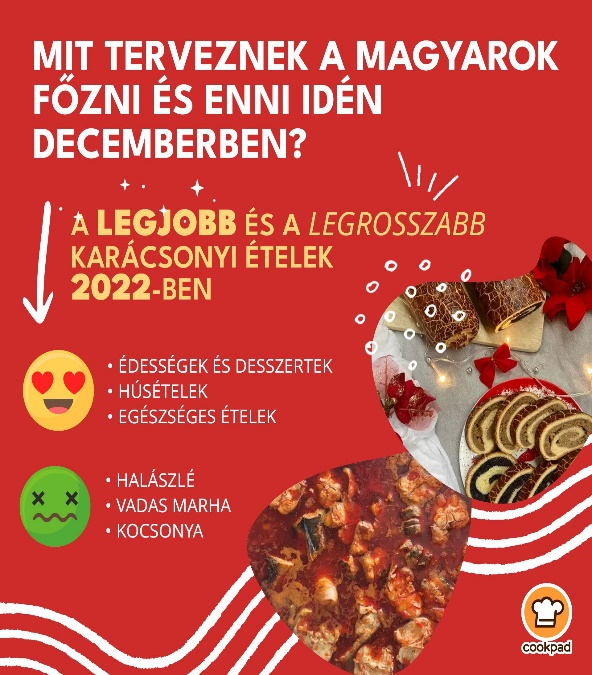 MIT TERVEZNEK A MAGYAROK
FŐZNI ÉS ENNI IDÉN
DECEMBERBEN?
A LEGJOBB ÉS A LEGROSSZABB
KARÁCSONYI ÉTELEK
2022-BEN
• ÉDESSÉGEK ÉS DESSZERTEK
• HÚSÉTELEK
• EGÉSZSÉGES ÉTELEK
• HALÁSZLÉ
• VADAS MARHA
• KOCSONYA
cookpad